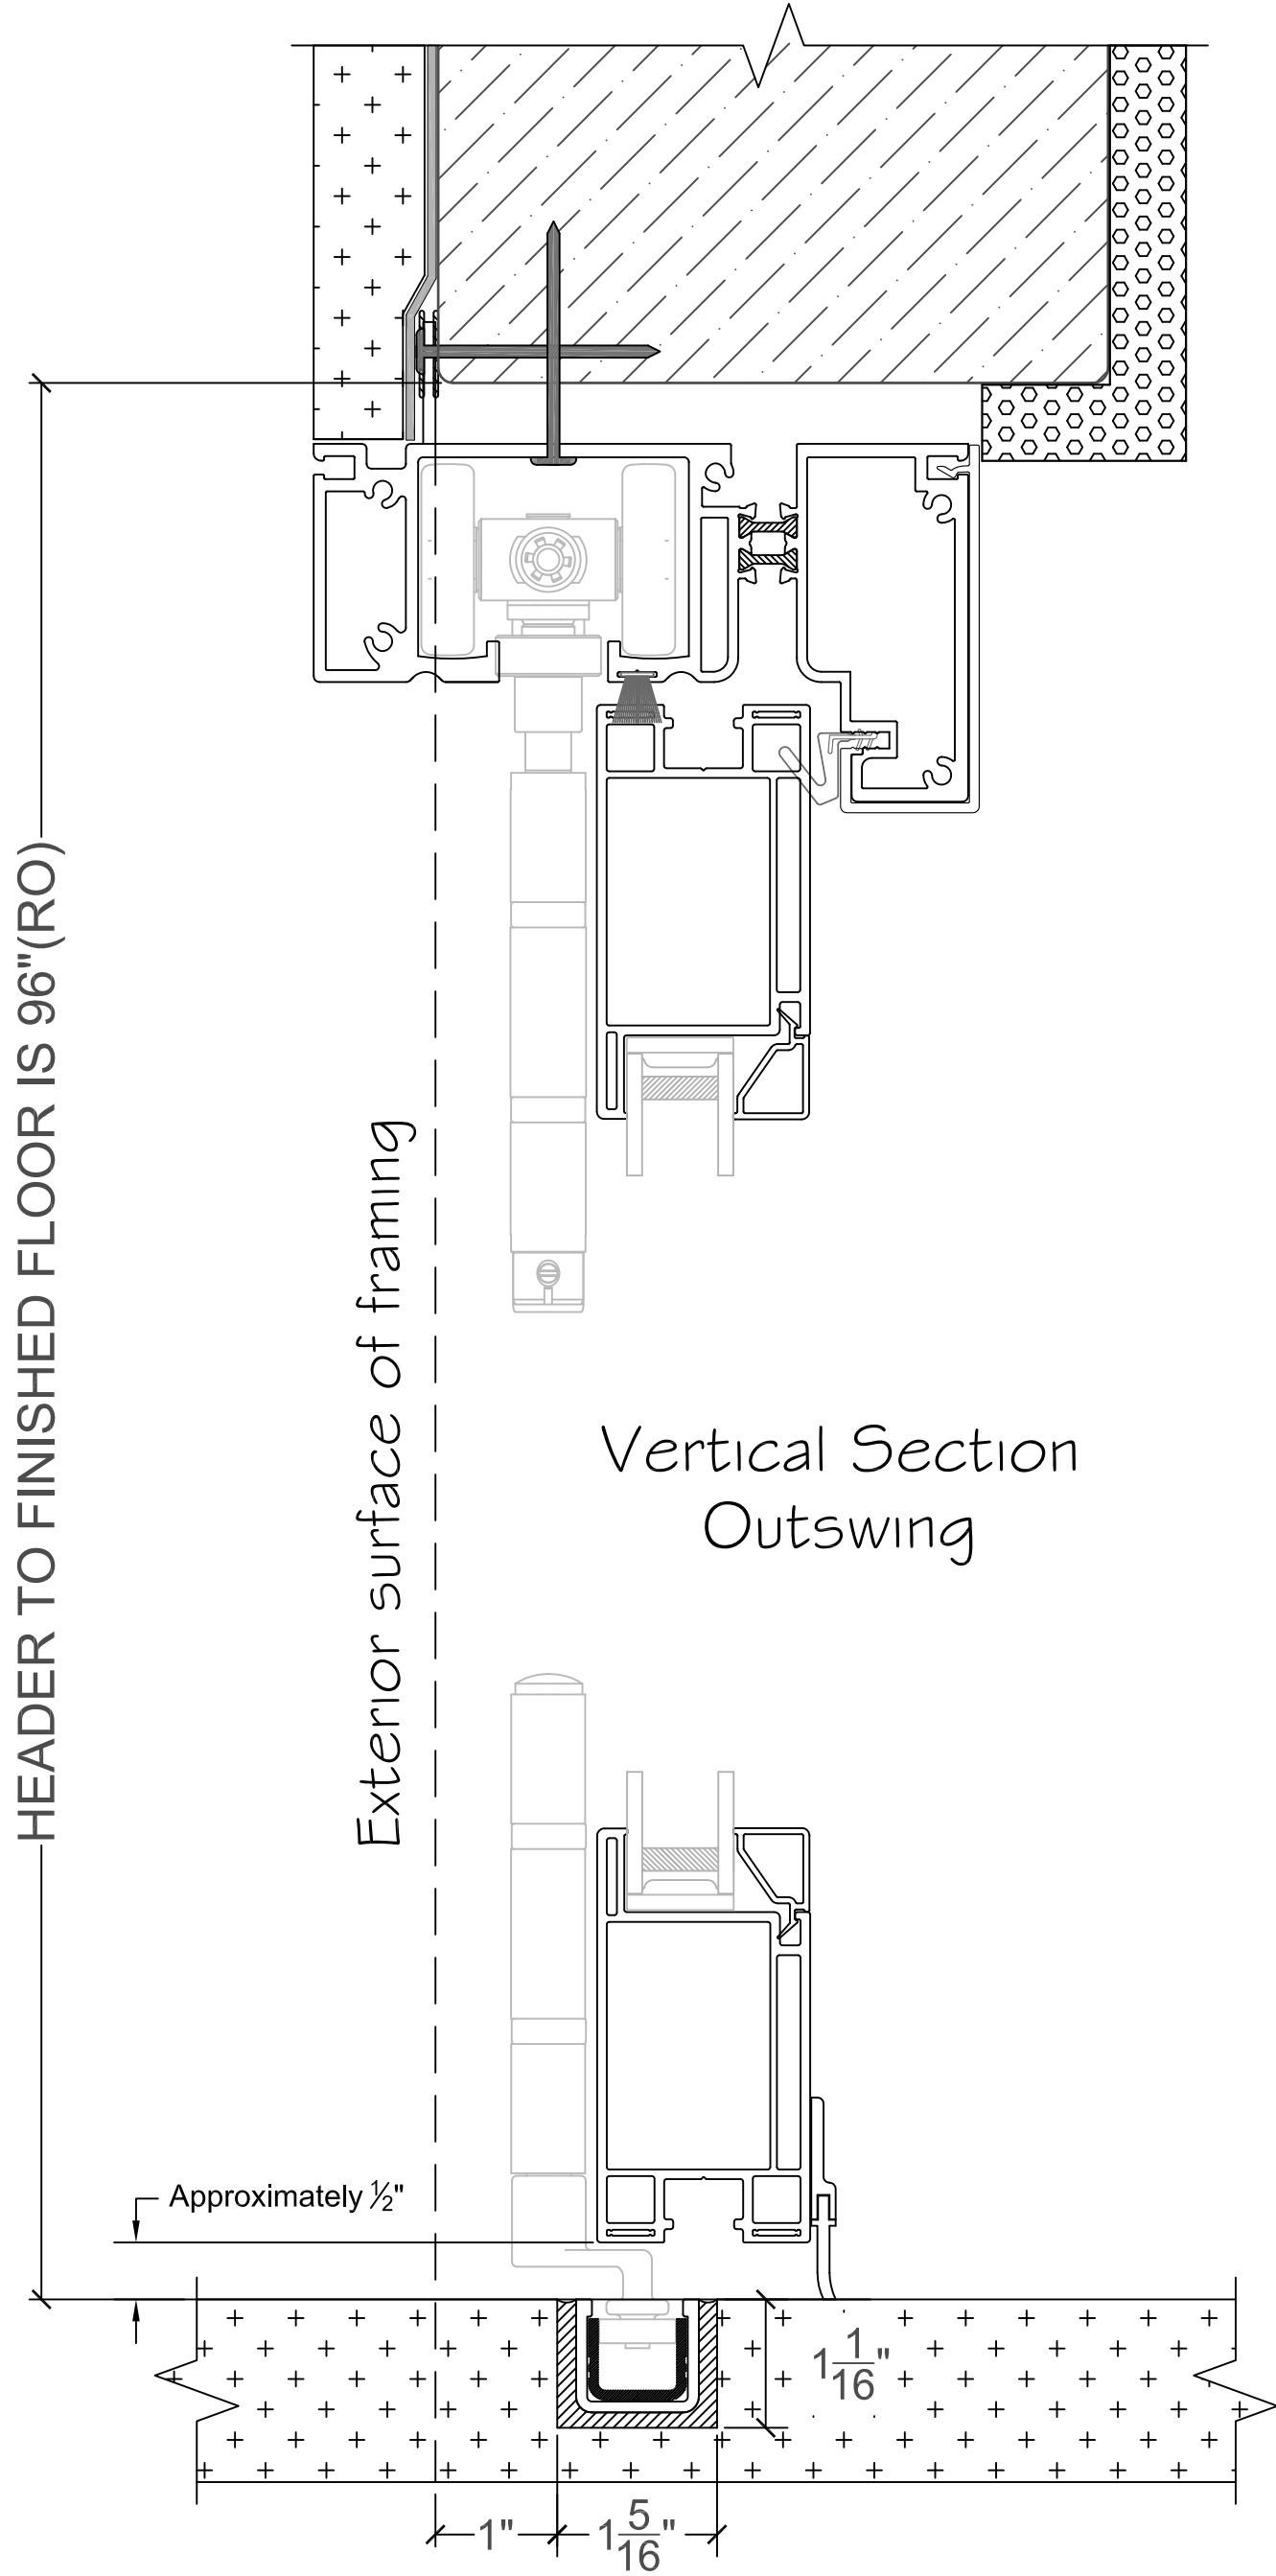 HEADER TO FINISHED FLOOR IS 96"(RO)
Exterior surface of framing
Vertical Section
Outswing
Approximately ½"
1 1/16"
1"
1 5/16"